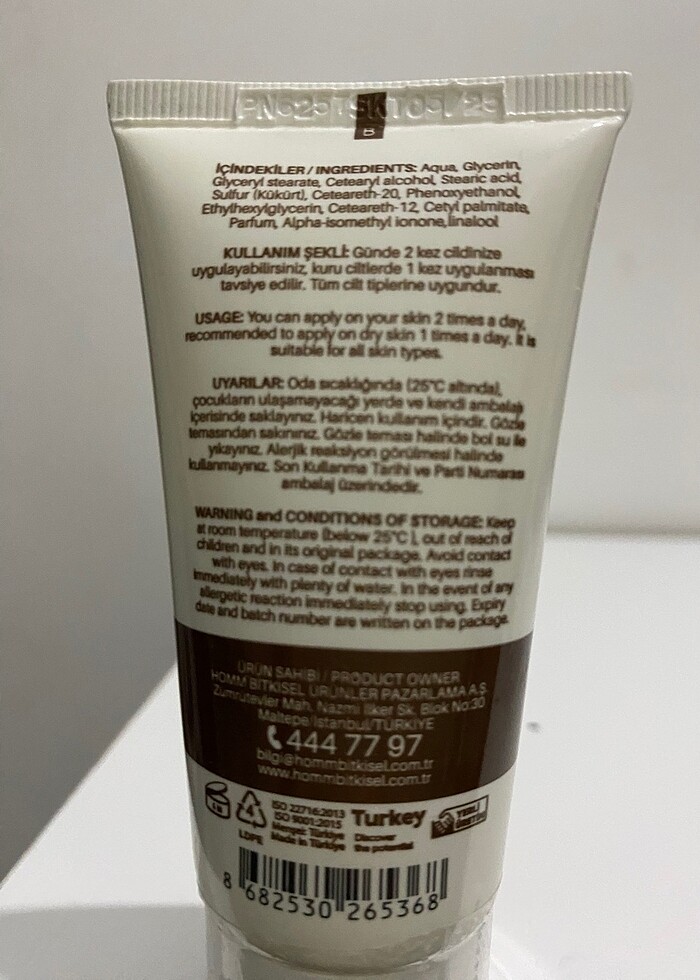 B
İÇİNDEKİLER / INGREDIENTS: Aqua, Glycerin,
Glyceryl stearate, Cetearyl alcohol, Stearic acid,
Sulfur (Kükürt), Ceteareth-20, Phenoxyethanol,
Ethylhexylglycerin, Ceteareth-12, Cetyl palmitate,
Parfum, Alpha-isomethyl ionone, linalool
KULLANIM ŞEKLİ: Günde 2 kez cildinize
uygulayabilirsiniz, kuru ciltlerde 1 kez uygulanması
tavsiye edilir. Tüm cilt tiplerine uygundur.
USAGE: You can apply on your skin 2 times a day,
recommended to apply on dry skin 1 times a day. It is
suitable for all skin types.
UYARILAR: Oda sıcaklığında (25°C altında),
çocukların ulaşamayacağı yerde ve kendi ambalajı
içerisinde saklayınız. Haricen kullanım içindir. Gözle
temasından sakınınız. Gözle teması halinde bol su ile
yıkayınız. Alerjik reaksiyon görülmesi halinde
kullanmayınız. Son Kullanma Tarihi ve Parti Numarası
ambalaj üzerindedir.
WARNING and CONDITIONS OF STORAGE: Keep
at room temperature (below 25°C ), out of reach of
children and in its original package. Avoid contact
with eyes. In case of contact with eyes rinse
immediately with plenty of water. In the event of any
allergetic reaction immediately stop using. Expiry
date and batch number are written on the package.
ÜRÜN SAHİBİ / PRODUCT OWNER
HOMM BİTKİSEL ÜRÜNLER PAZARLAMA A.Ş.
Zümrütevler Mah. Nazmi İlker Sk. Blok No:30
Maltepe/İstanbul/TÜRKİYE
444 77 97
bilgi@hommbitkisel.com.tr
www.hommbitkisel.com.tr
4
LDPE
ISO 22716:2013
ISO 9001:2015
Menşei: Türkiye
Made in Türkiye
Turkey
Discover
the potential
YERLİ
ÜRETİM
8 682530 265368